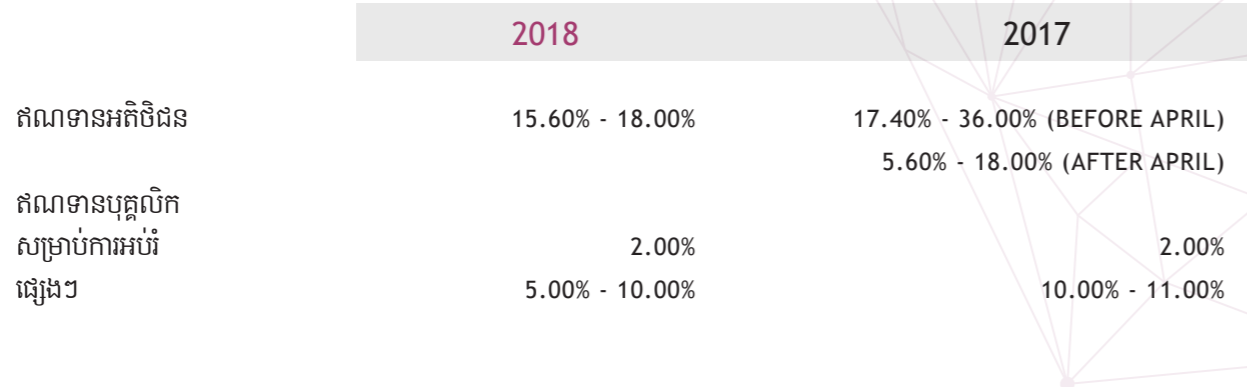 2018 2017
ឥណទានអតិថិជន 15.60% - 18.00% 17.40% - 36.00% (BEFORE APRIL)
5.60% - 18.00% (AFTER APRIL)
ឥណទានបុគ្គលិក
សម្រាប់ការអប់រំ 2.00% 2.00%
ផ្សេងៗ 5.00% - 10.00% 10.00% - 11.00%